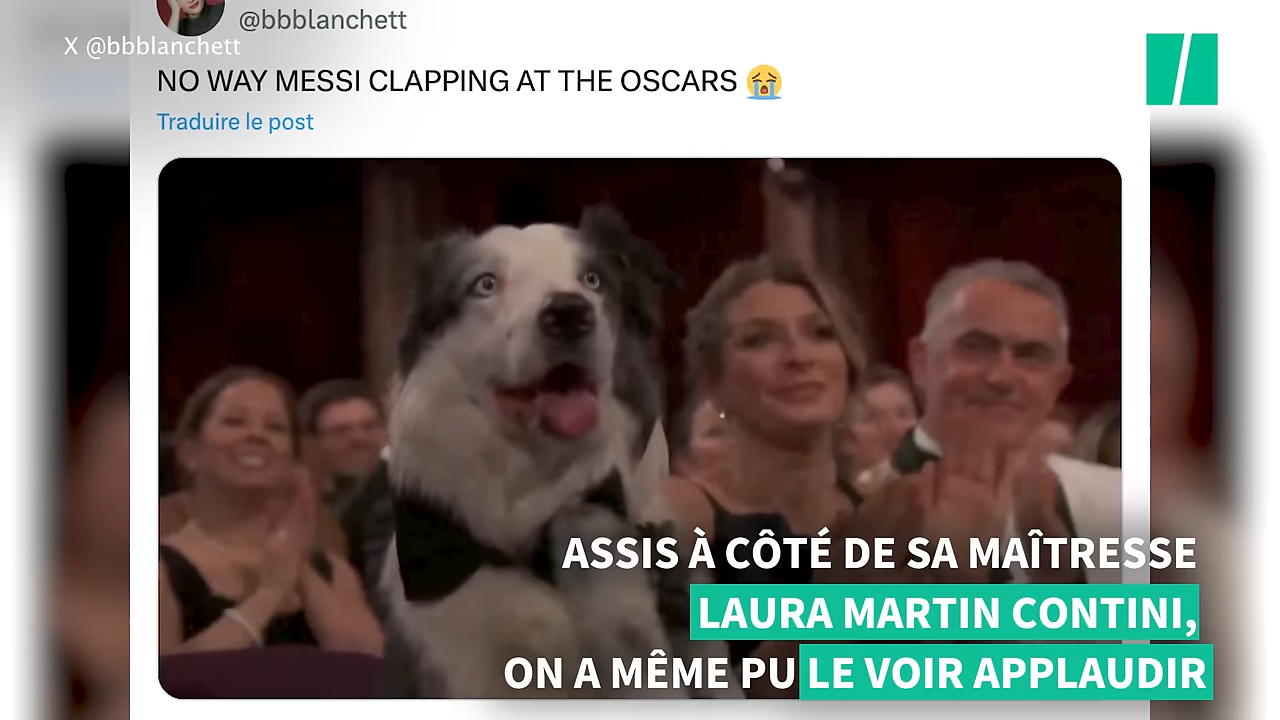 @bbblanchett
X @bbblanchett
NO WAY MESSI CLAPPING AT THE OSCARS 😭
Traduire le post
ASSIS À CÔTÉ DE SA MAÎTRESSE
LAURA MARTIN CONTINI,
ON A MÊME PU LE VOIR APPLAUDIR